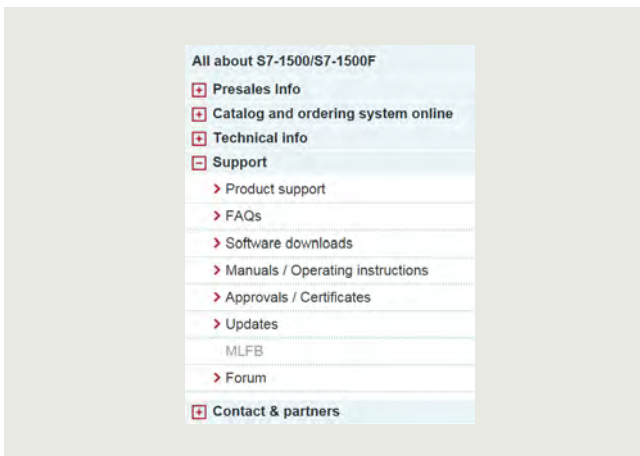 All about S7-1500/S7-1500F
Presales Info
Catalog and ordering system online
Technical info
Support
Product support
FAQs
Software downloads
Manuals / Operating instructions
Approvals / Certificates
Updates
MLFB
Forum
Contact & partners